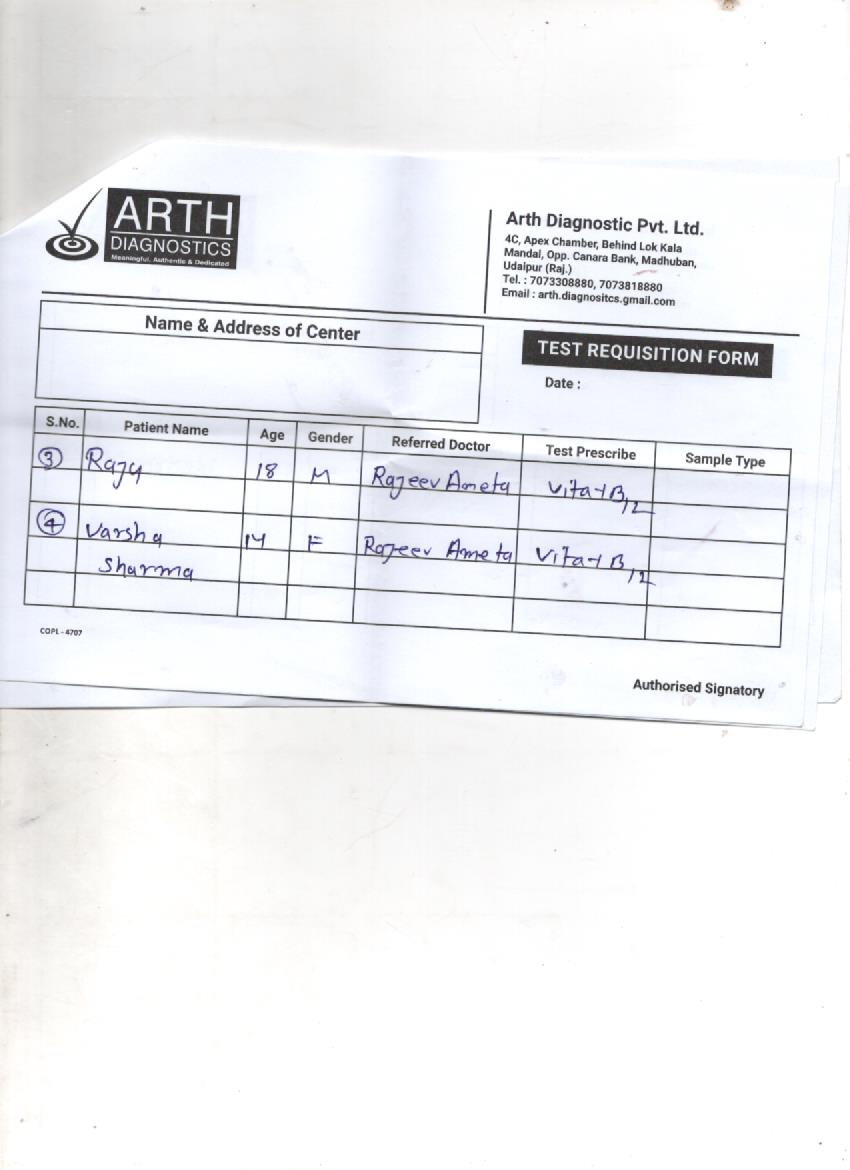 ARTH
DIAGNOSTICS
Meaningful, Authentic & Dedicated
Arth Diagnostic Pvt. Ltd.
4C, Apex Chamber, Behind Lok Kala
Mandal, Opp. Canara Bank, Madhuban,
Udaipur (Raj.)
Tel. : 7073308880, 7073818880
Email : arth.diagnositcs.gmail.com
Name & Address of Center
TEST REQUISITION FORM
Date :
S.No. Patient Name Age Gender Referred Doctor Test Prescribe Sample Type
3 Raju 18 M Rajeev Ameta Vita-B12
4 Varsha 14 F Rajeev Ameta Vita-B12
Sharma
CQPL - 4707
Authorised Signatory